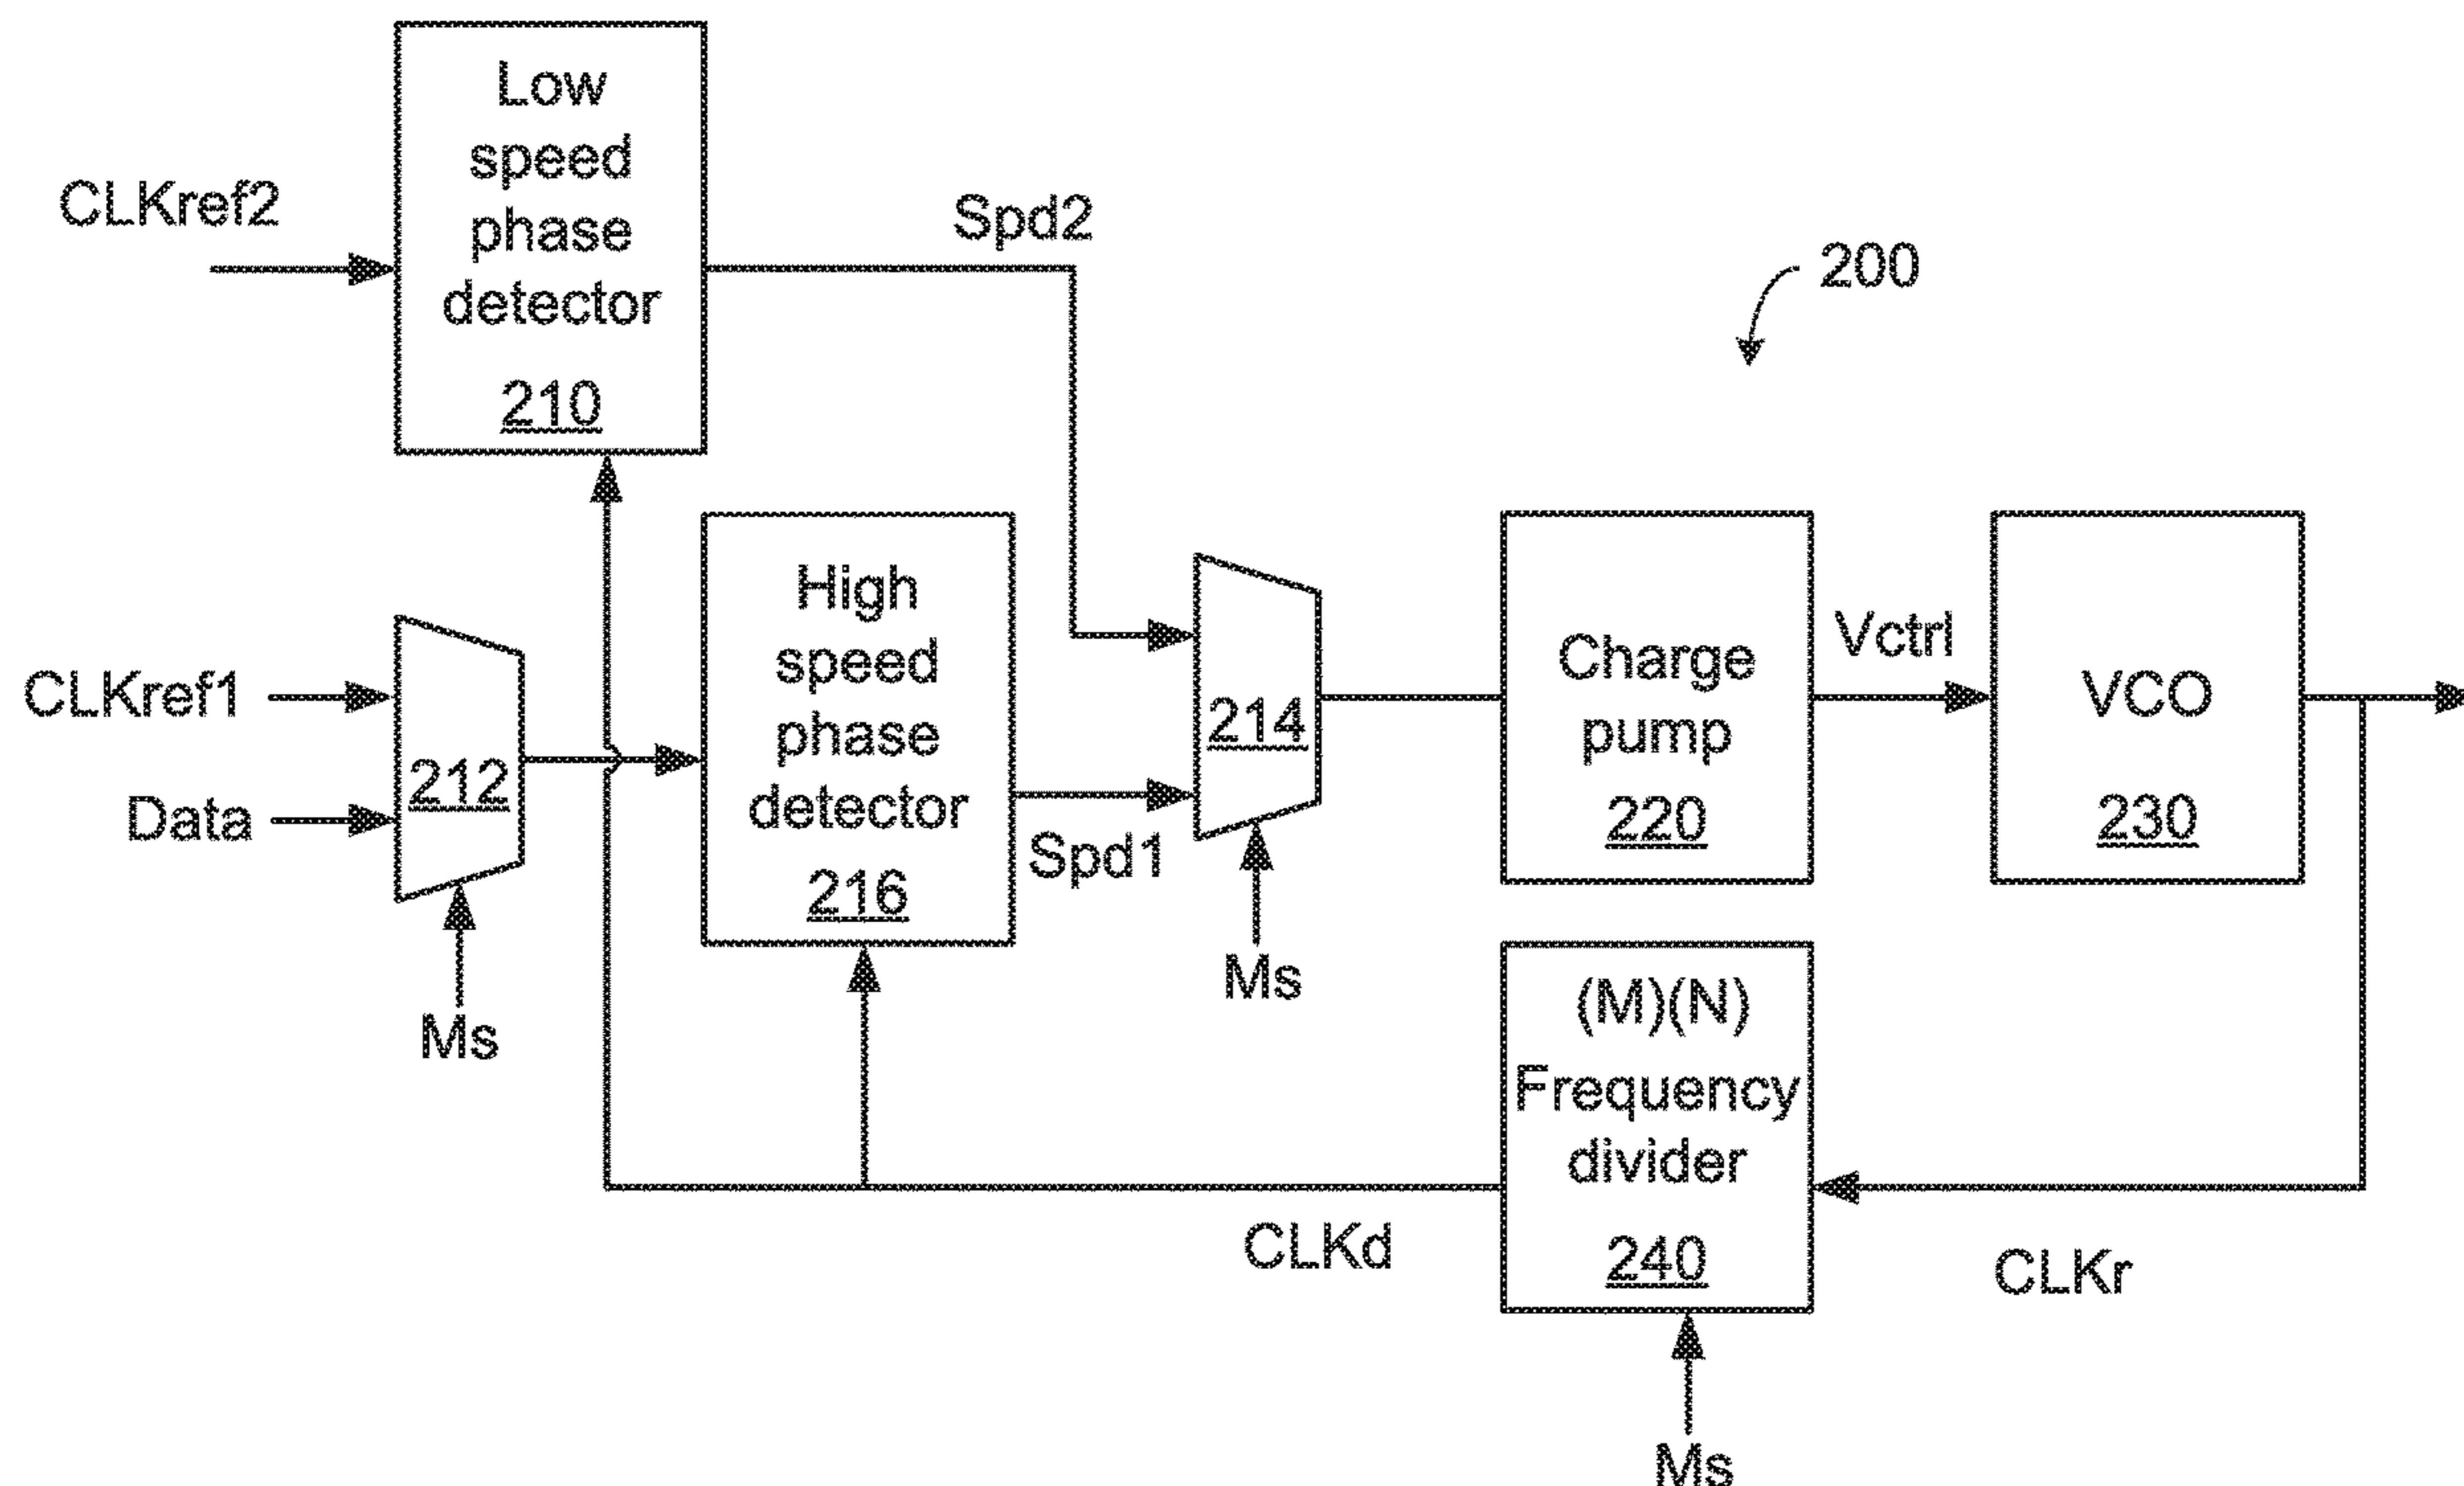 Low
speed
phase
detector
210
CLKref2
Spd2
200
CLKref1
Data
212
Ms
High
speed
phase
detector
216
Spd1
214
Ms
Charge
pump
220
Vctrl
VCO
230
(M)(N)
Frequency
divider
240
CLKd
CLKr
Ms